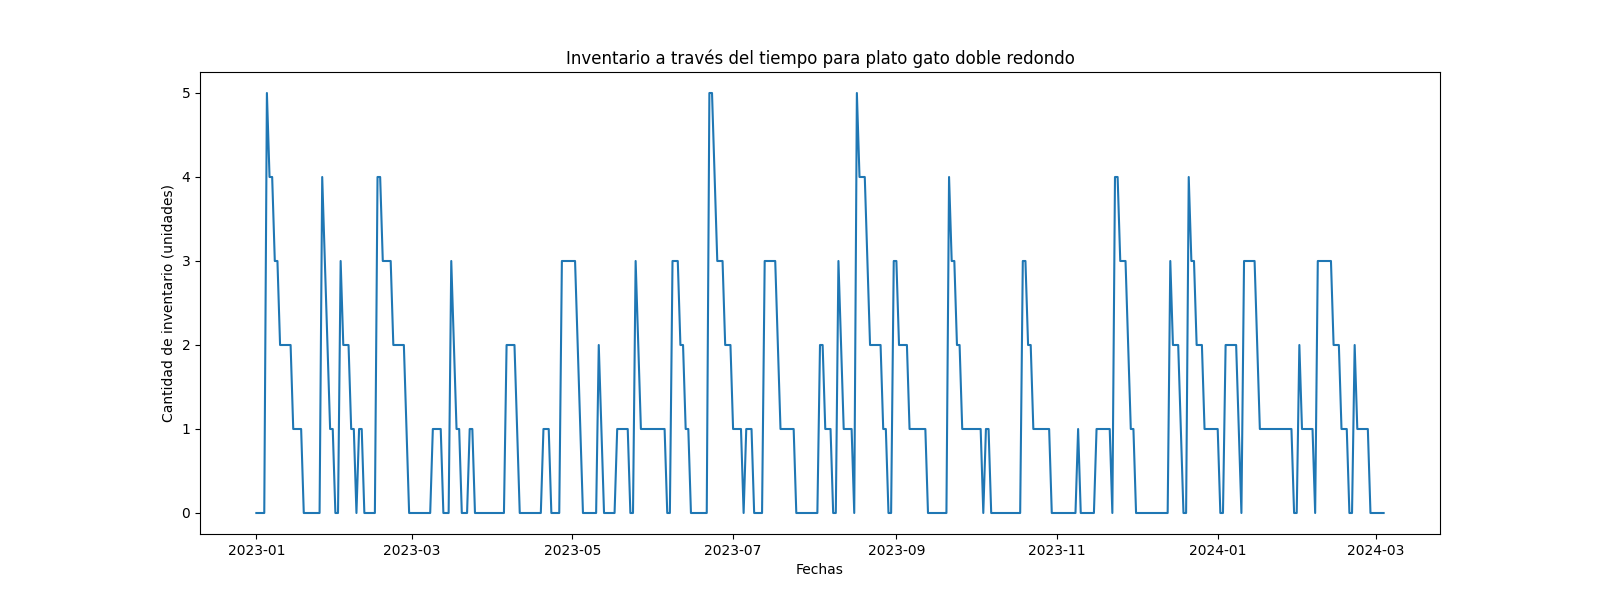 Inventario a través del tiempo para plato gato doble redondo
Cantidad de inventario (unidades)
5
4
3
2
1
0
2023-01 2023-03 2023-05 2023-07 2023-09 2023-11 2024-01 2024-03
Fechas